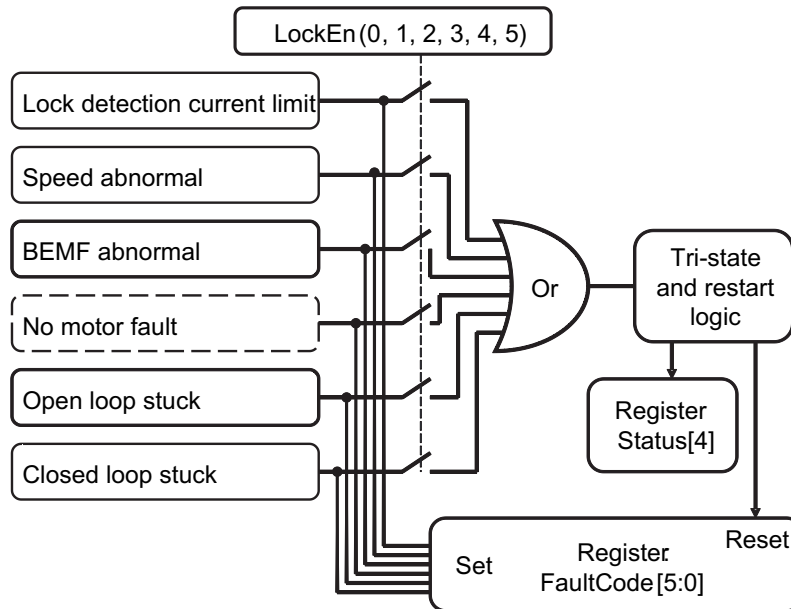 LockEn(0, 1, 2, 3, 4, 5)
Lock detection current limit
Speed abnormal
BEMF abnormal
No motor fault
Open loop stuck
Closed loop stuck
Or
Tri-state
and restart
logic
Register
Status[4]
Reset
Set
Register
FaultCode[5:0]